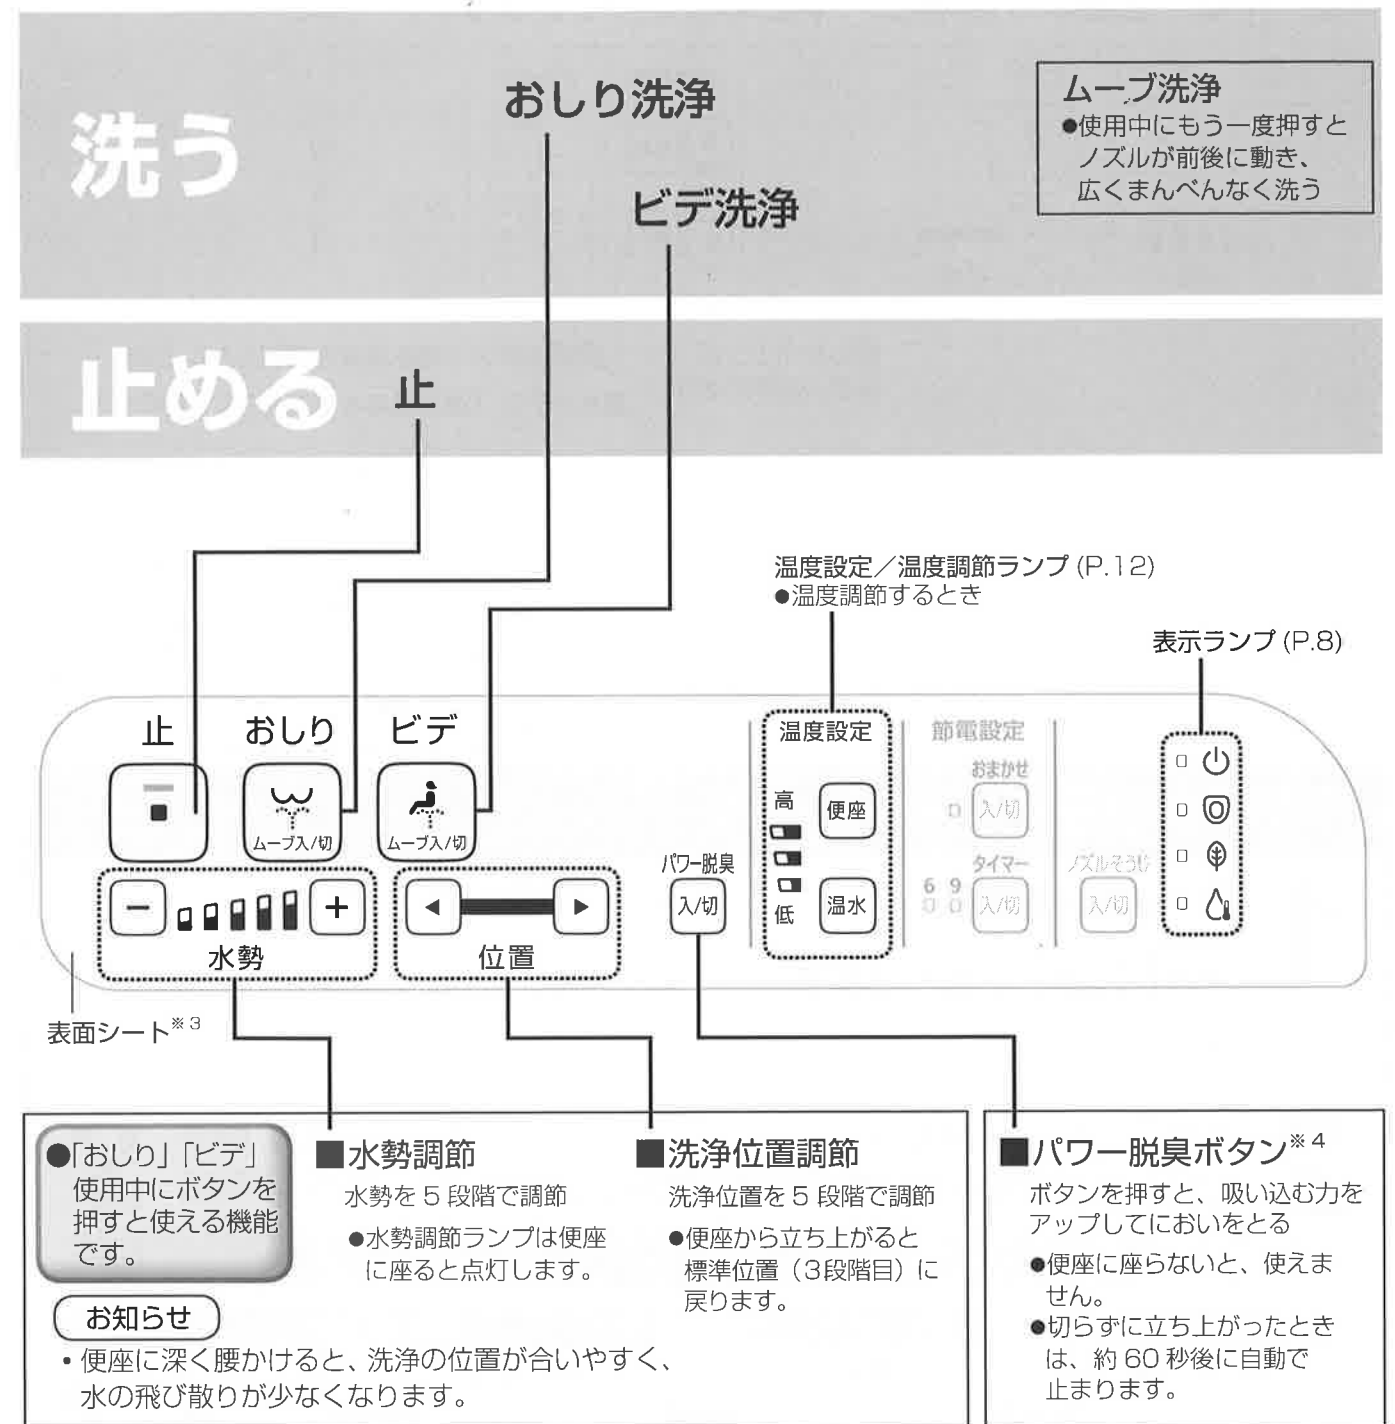 洗う
おしり洗浄
ビデ洗浄
ムーブ洗浄
●使用中にもう一度押すと
ノズルが前後に動き、
広くまんべんなく洗う
止める
止
温度設定／温度調節ランプ (P.12)
●温度調節するとき
表示ランプ (P.8)
止
おしり
ビデ
ムーブ入/切
ムーブ入/切
水勢
位置
パワー脱臭
入/切
温度設定
高
低
便座
温水
節電設定
おまかせ
入/切
タイマー
6 9
入/切
ノズルそうじ
入/切
表面シート※3
●「おしり」「ビデ」
使用中にボタンを
押すと使える機能
です。
■水勢調節
水勢を5段階で調節
●水勢調節ランプは便座
に座ると点灯します。
■洗浄位置調節
洗浄位置を5段階で調節
●便座から立ち上がると
標準位置（3段階目）に
戻ります。
お知らせ
・便座に深く腰かけると、洗浄の位置が合いやすく、
水の飛び散りが少なくなります。
■パワー脱臭ボタン※4
ボタンを押すと、吸い込む力を
アップしてにおいをとる
●便座に座らないと、使えま
せん。
●切らずに立ち上がったとき
は、約60秒後に自動で
止まります。